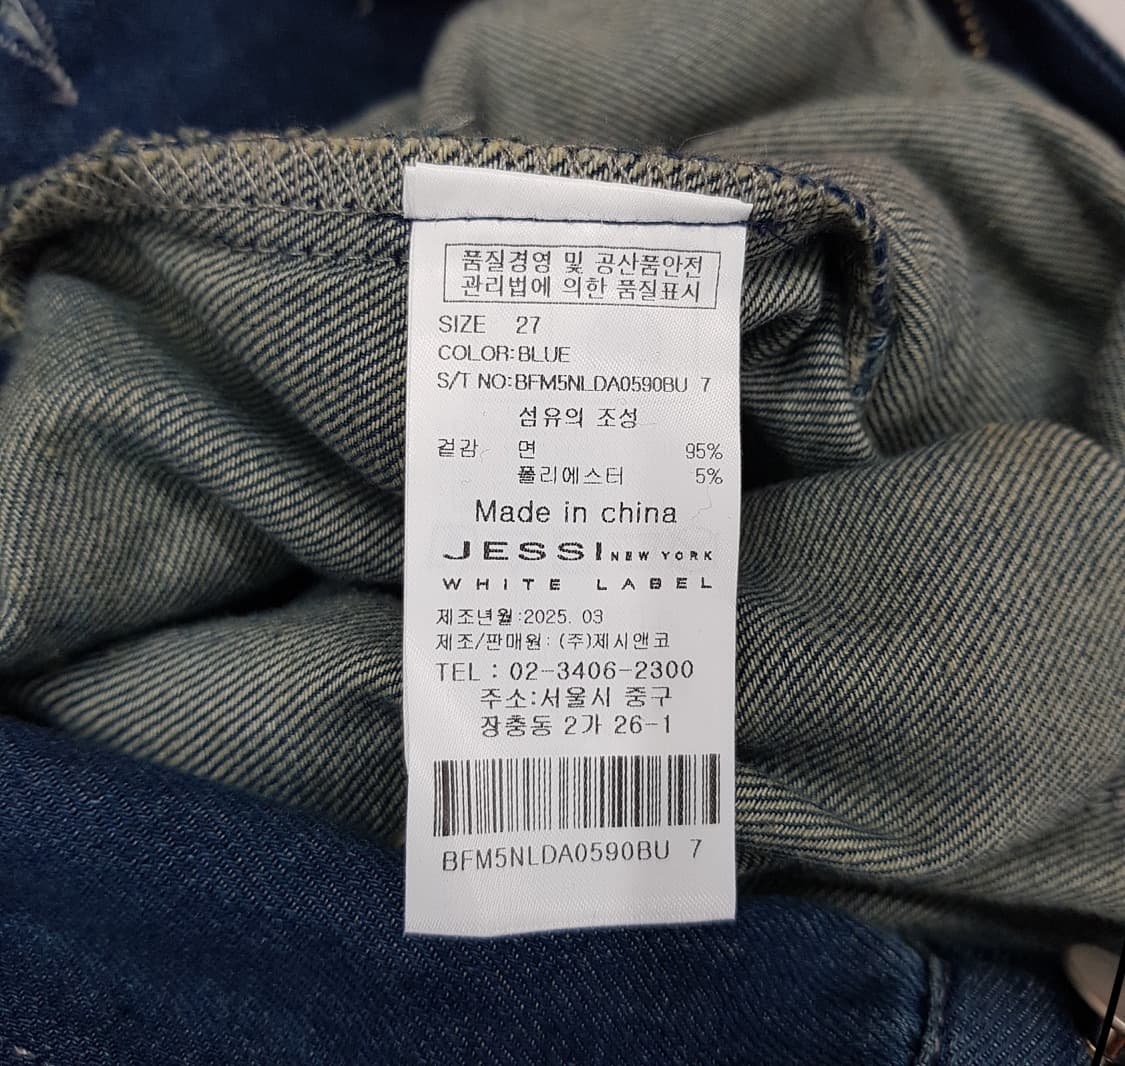 품질경영 및 공산품안전
관리법에 의한 품질표시
SIZE 27
COLOR:BLUE
S/T NO:BFM5NLDA0590BU 7
섬유의 조성
겉감 면 95%
폴리에스터 5%
Made in china
JESSI NEW YORK
WHITE LABEL
제조년월:2025. 03
제조/판매원: (주)제시앤코
TEL : 02-3406-2300
주소:서울시 중구
장충동 2가 26-1
BFM5NLDA0590BU 7